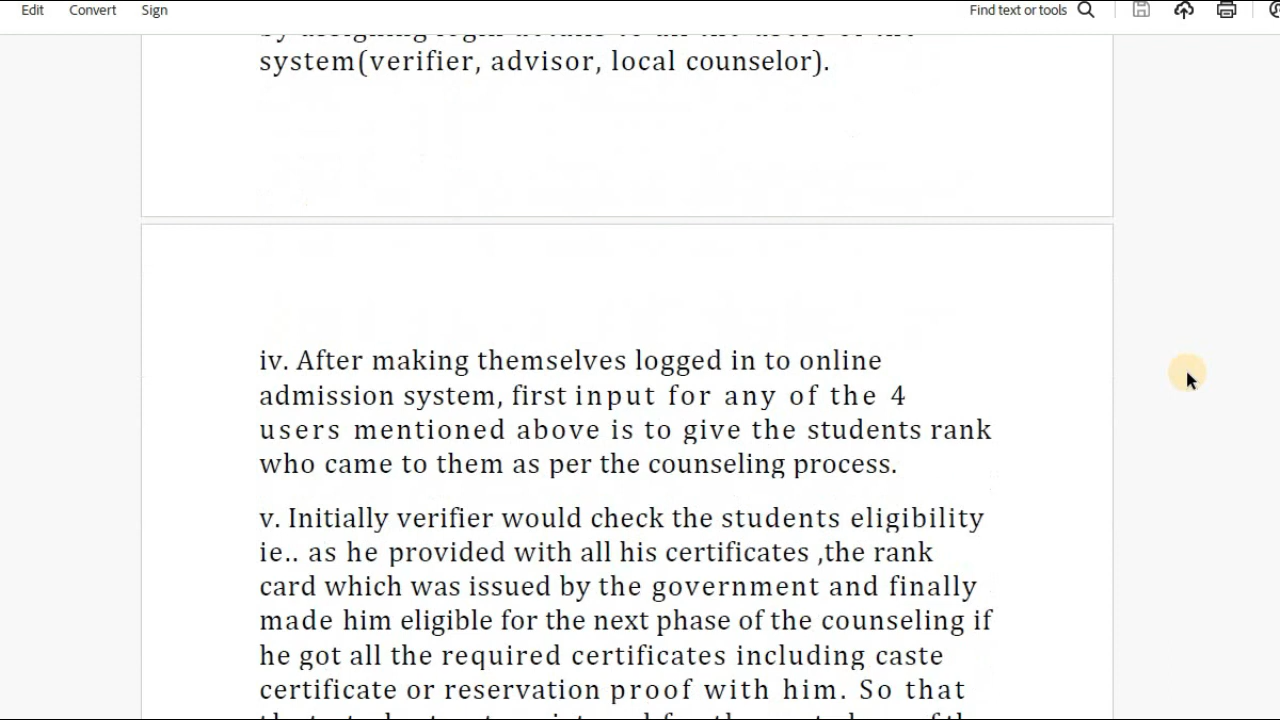 Edit Convert Sign Find text or tools
system(verifier, advisor, local counselor).
iv. After making themselves logged in to online
admission system, first input for any of the 4
users mentioned above is to give the students rank
who came to them as per the counseling process.
v. Initially verifier would check the students eligibility
ie.. as he provided with all his certificates ,the rank
card which was issued by the government and finally
made him eligible for the next phase of the counseling if
he got all the required certificates including caste
certificate or reservation proof with him. So that